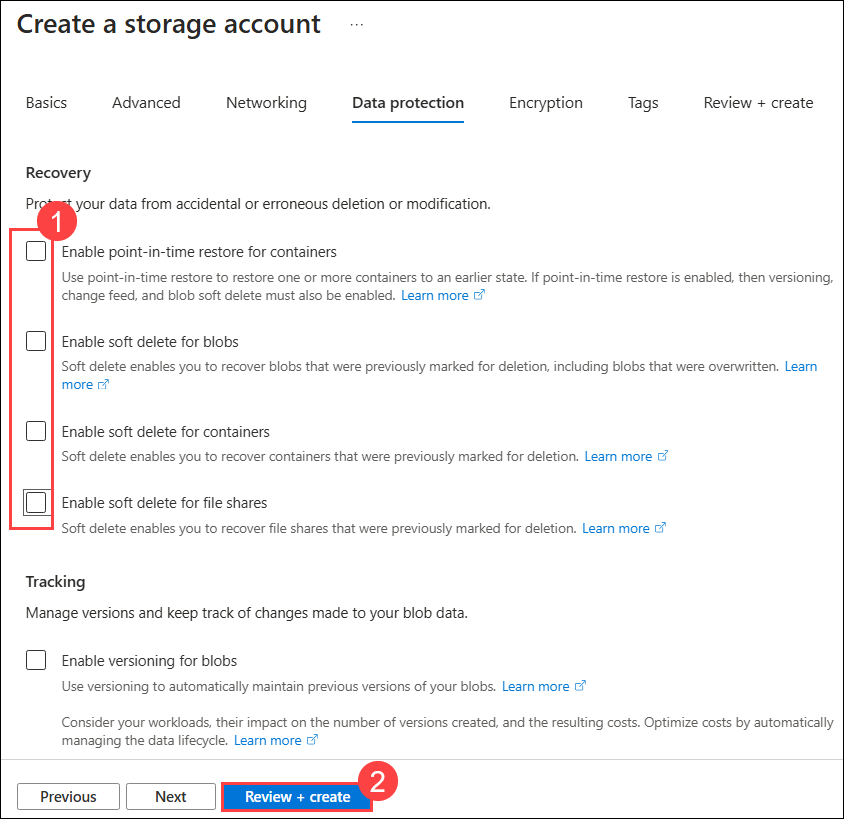 Create a storage account ...
Basics Advanced Networking Data protection Encryption Tags Review + create
Recovery
Protect your data from accidental or erroneous deletion or modification.
1
Enable point-in-time restore for containers
Use point-in-time restore to restore one or more containers to an earlier state. If point-in-time restore is enabled, then versioning,
change feed, and blob soft delete must also be enabled. Learn more
Enable soft delete for blobs
Soft delete enables you to recover blobs that were previously marked for deletion, including blobs that were overwritten. Learn
more
Enable soft delete for containers
Soft delete enables you to recover containers that were previously marked for deletion. Learn more
Enable soft delete for file shares
Soft delete enables you to recover file shares that were previously marked for deletion. Learn more
Tracking
Manage versions and keep track of changes made to your blob data.
Enable versioning for blobs
Use versioning to automatically maintain previous versions of your blobs. Learn more
Consider your workloads, their impact on the number of versions created, and the resulting costs. Optimize costs by automatically
managing the data lifecycle. Learn more
Previous Next Review + create 2